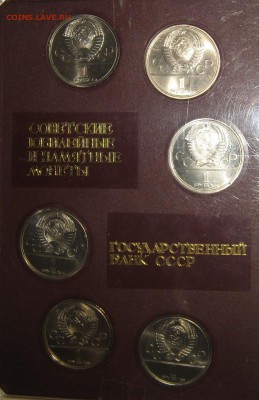 COINS.LAVE.RU
СОВЕТСКИЕ
ЮБИЛЕЙНЫЕ
И ПАМЯТНЫЕ
МОНЕТЫ
ГОСУДАРСТВЕННЫЙ
БАНК СССР